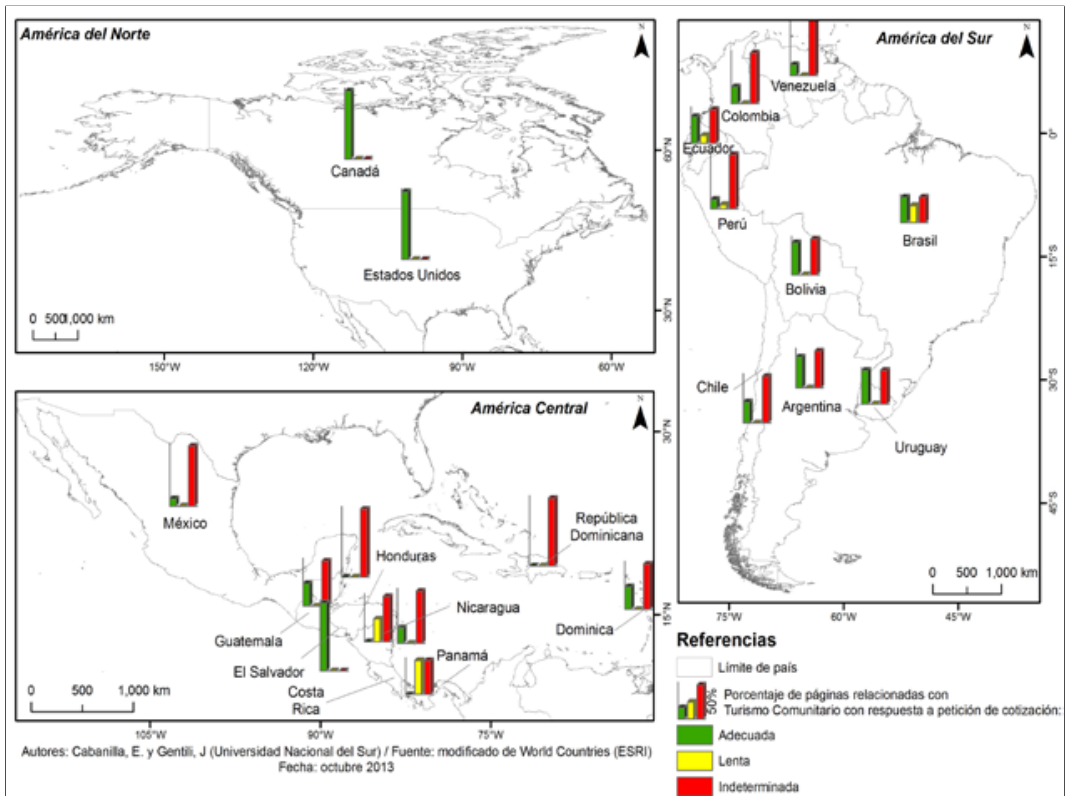 América del Norte
N
Canadá
Estados Unidos
0 500 1,000 km
60°N
30°N
150°W
120°W
90°W
60°W
América Central
N
México
Honduras
República
Dominicana
Guatemala
Nicaragua
El Salvador
Costa
Rica
Panamá
Dominica
0 500 1,000 km
30°N
15°N
105°W
90°W
75°W
América del Sur
N
Venezuela
Colombia
Ecuador
Perú
Brasil
Bolivia
Chile
Argentina
Uruguay
0 500 1,000 km
0°
15°S
30°S
45°S
75°W
60°W
45°W
Referencias
Límite de país
50%
Porcentaje de páginas relacionadas con
Turismo Comunitario con respuesta a petición de cotización:
Adecuada
Lenta
Indeterminada
Autores: Cabanilla, E. y Gentili, J (Universidad Nacional del Sur) / Fuente: modificado de World Countries (ESRI)
Fecha: octubre 2013